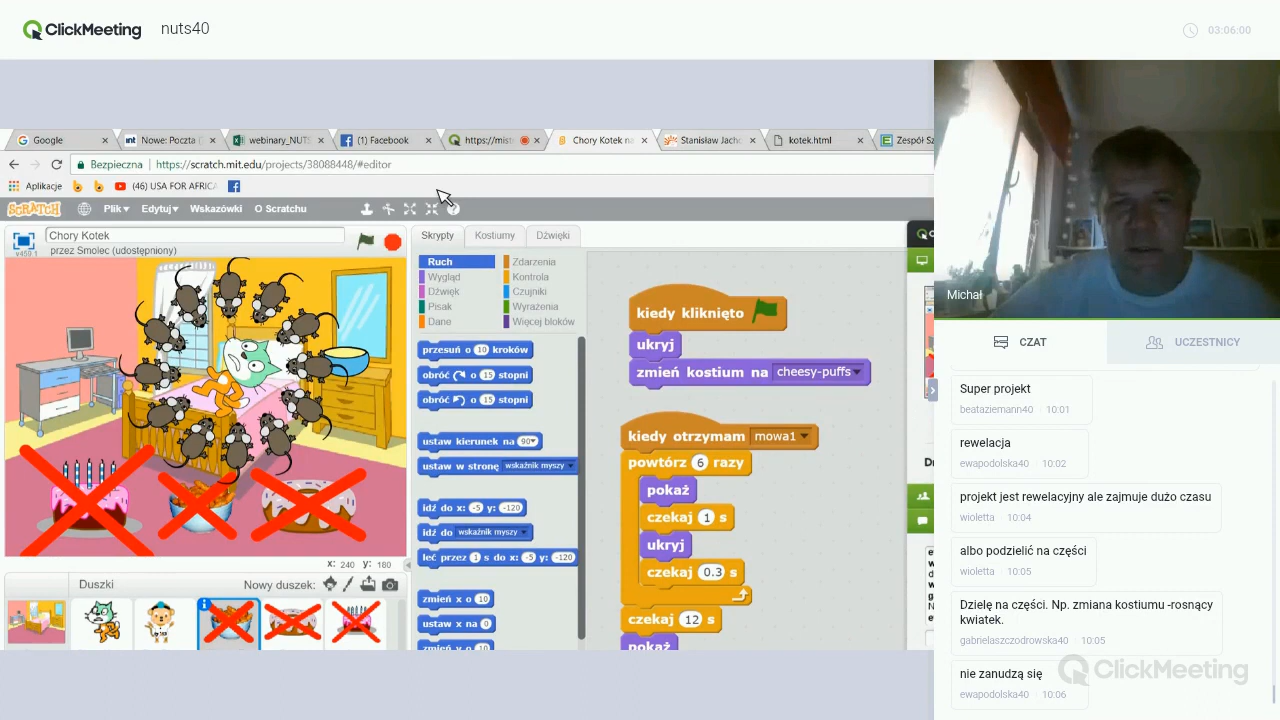 ClickMeeting
nuts40
03:06:00
Google
Nowe: Poczta (
webinary_NUTS
(1) Facebook
https://mist
Chory Kotek na
Stanisław Jacho
kotek.html
Zespół Sz
Bezpieczna
https://scratch.mit.edu/projects/38088448/#editor
Aplikacje
(46) USA FOR AFRICA
SCRATCH
Plik
Edytuj
Wskazówki
O Scratchu
Chory Kotek
przez Smolec (udostępniony)
v459.1
Skrypty
Kostiumy
Dźwięki
Ruch
Wygląd
Dźwięk
Pisak
Dane
Zdarzenia
Kontrola
Czujniki
Wyrażenia
Więcej bloków
przesuń o 10 kroków
obróć o 15 stopni
obróć o 15 stopni
ustaw kierunek na 90
ustaw w stronę wskaźnik myszy
idź do x: -5 y: -120
idź do wskaźnik myszy
leć przez 1 s do x: -5 y: -120
zmień x o 10
ustaw x na 0
zmień y o 10
kiedy kliknięto
ukryj
zmień kostium na cheesy-puffs
kiedy otrzymam mowa1
powtórz 6 razy
pokaż
czekaj 1 s
ukryj
czekaj 0.3 s
czekaj 12 s
pokaż
x: 240 y: 180
Duszki
Nowy duszek:
Michał
CZAT
UCZESTNICY
Super projekt
beataziemann40 10:01
rewelacja
ewapodolska40 10:02
projekt jest rewelacyjny ale zajmuje dużo czasu
wioletta 10:04
albo podzielić na części
wioletta 10:05
Dzielę na części. Np. zmiana kostiumu -rosnący
kwiatek.
gabrielaszczodrowska40 10:05
nie zanudzą się
ewapodolska40 10:06
ClickMeeting